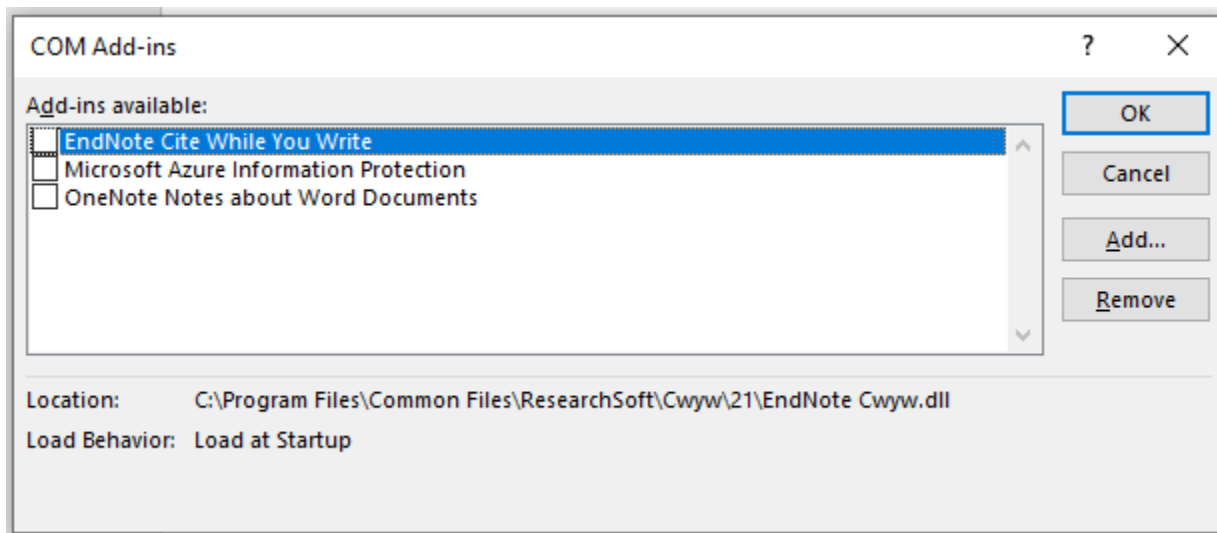 COM Add-ins
?
Add-ins available:
EndNote Cite While You Write
Microsoft Azure Information Protection
OneNote Notes about Word Documents
OK
Cancel
Add...
Remove
Location: C:\Program Files\Common Files\ResearchSoft\Cwyw\21\EndNote Cwyw.dll
Load Behavior: Load at Startup